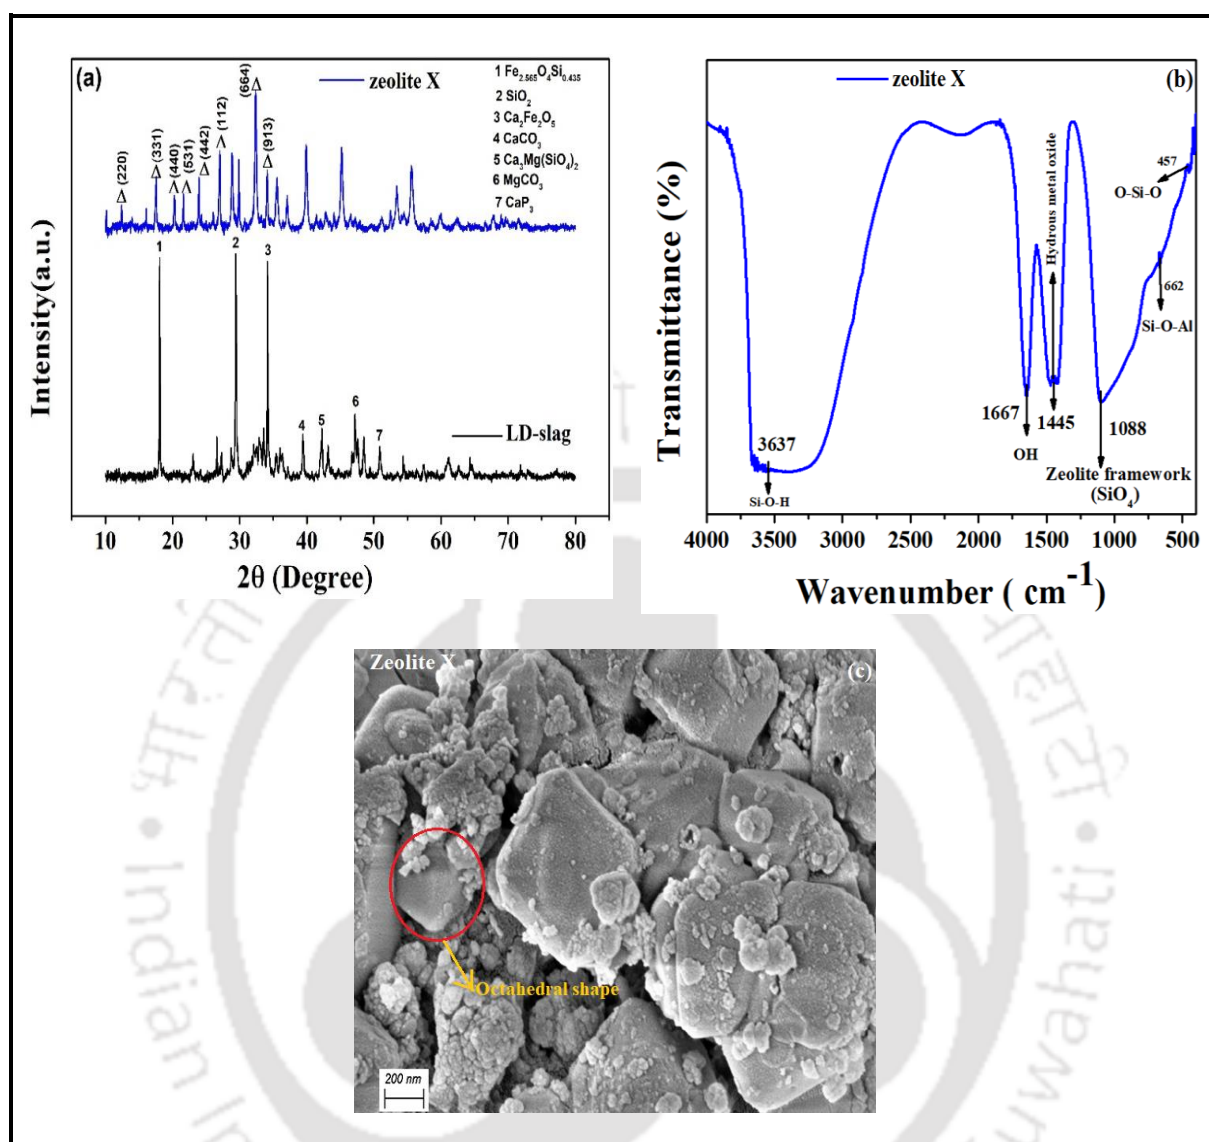 (a)
zeolite X
(220)
(331)
(440)
(531)
(442)
(112)
(664)
(913)
1 Fe2.565O4Si0.435
2 SiO2
3 Ca2Fe2O5
4 CaCO3
5 Ca3Mg(SiO4)2
6 MgCO3
7 CaP3
1
2
3
4
5
6
7
LD-slag
Intensity(a.u.)
10 20 30 40 50 60 70 80
2θ (Degree)
(b)
zeolite X
457
O-Si-O
Hydrous metal oxide
662
Si-O-Al
1667
OH
1445
1088
Zeolite framework
(SiO4)
3637
Si-O-H
Transmittance (%)
4000 3500 3000 2500 2000 1500 1000 500
Wavenumber ( cm-1)
Zeolite X
(c)
Octahedral shape
200 nm
Indian In
uwahati